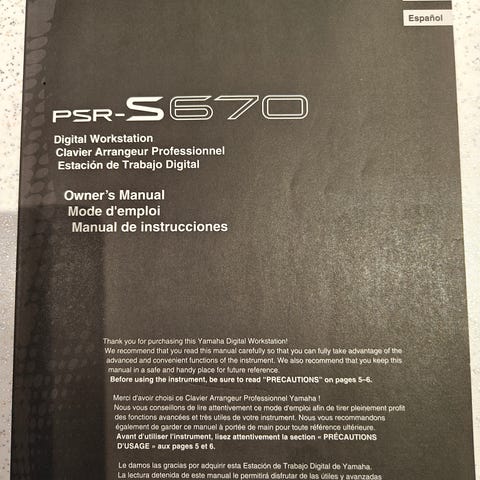 Español
PSR-S670
Digital Workstation
Clavier Arrangeur Professionnel
Estación de Trabajo Digital
Owner's Manual
Mode d'emploi
Manual de instrucciones
Thank you for purchasing this Yamaha Digital Workstation!
We recommend that you read this manual carefully so that you can fully take advantage of the
advanced and convenient functions of the instrument. We also recommend that you keep this
manual in a safe and handy place for future reference.
Before using the instrument, be sure to read "PRECAUTIONS" on pages 5–6.
Merci d'avoir choisi ce Clavier Arrangeur Professionnel Yamaha !
Nous vous conseillons de lire attentivement ce mode d'emploi afin de tirer pleinement profit
des fonctions avancées et très utiles de votre instrument. Nous vous recommandons
également de garder ce manuel à portée de main pour toute référence ultérieure.
Avant d'utiliser l'instrument, lisez attentivement la section « PRÉCAUTIONS
D'USAGE » aux pages 5 et 6.
Le damos las gracias por adquirir esta Estación de Trabajo Digital de Yamaha.
La lectura detenida de este manual le permitirá disfrutar de las útiles y avanzadas